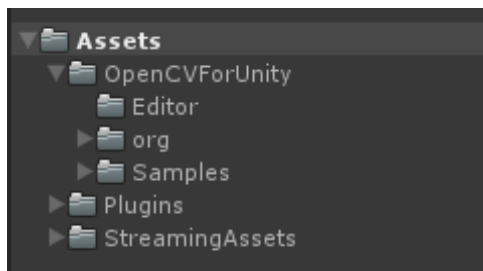 Assets
OpenCVForUnity
Editor
org
Samples
Plugins
StreamingAssets